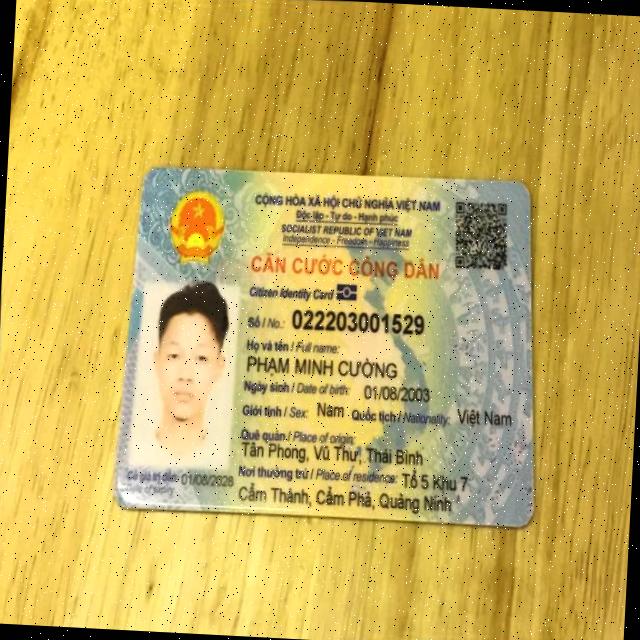 CỘNG HÒA XÃ HỘI CHỦ NGHĨA VIỆT NAM
Độc lập - Tự do - Hạnh phúc
SOCIALIST REPUBLIC OF VIET NAM
Independence - Freedom - Happiness
CĂN CƯỚC CÔNG DÂN
Citizen Identity Card
Số / No.: 022203001529
Họ và tên / Full name:
PHẠM MINH CƯỜNG
Ngày sinh / Date of birth: 01/08/2003
Giới tính / Sex: Nam Quốc tịch / Nationality: Việt Nam
Quê quán / Place of origin:
Tân Phong, Vũ Thư, Thái Bình
Nơi thường trú / Place of residence: Tổ 5 Khu 7
Cẩm Thành, Cẩm Phả, Quảng Ninh
Có giá trị đến: 01/08/2028